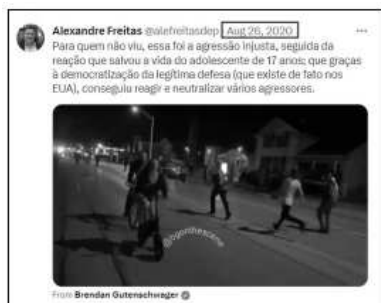 Alexandre Freitas @alefreitasdep Aug 26, 2020 ...
Para quem não viu, essa foi a agressão injusta, seguida da
reação que salvou a vida do adolescente de 17 anos; que graças
à democratização da legítima defesa (que existe de fato nos
EUA), conseguiu reagir e neutralizar vários agressores.
From Brendan Gutenschwager